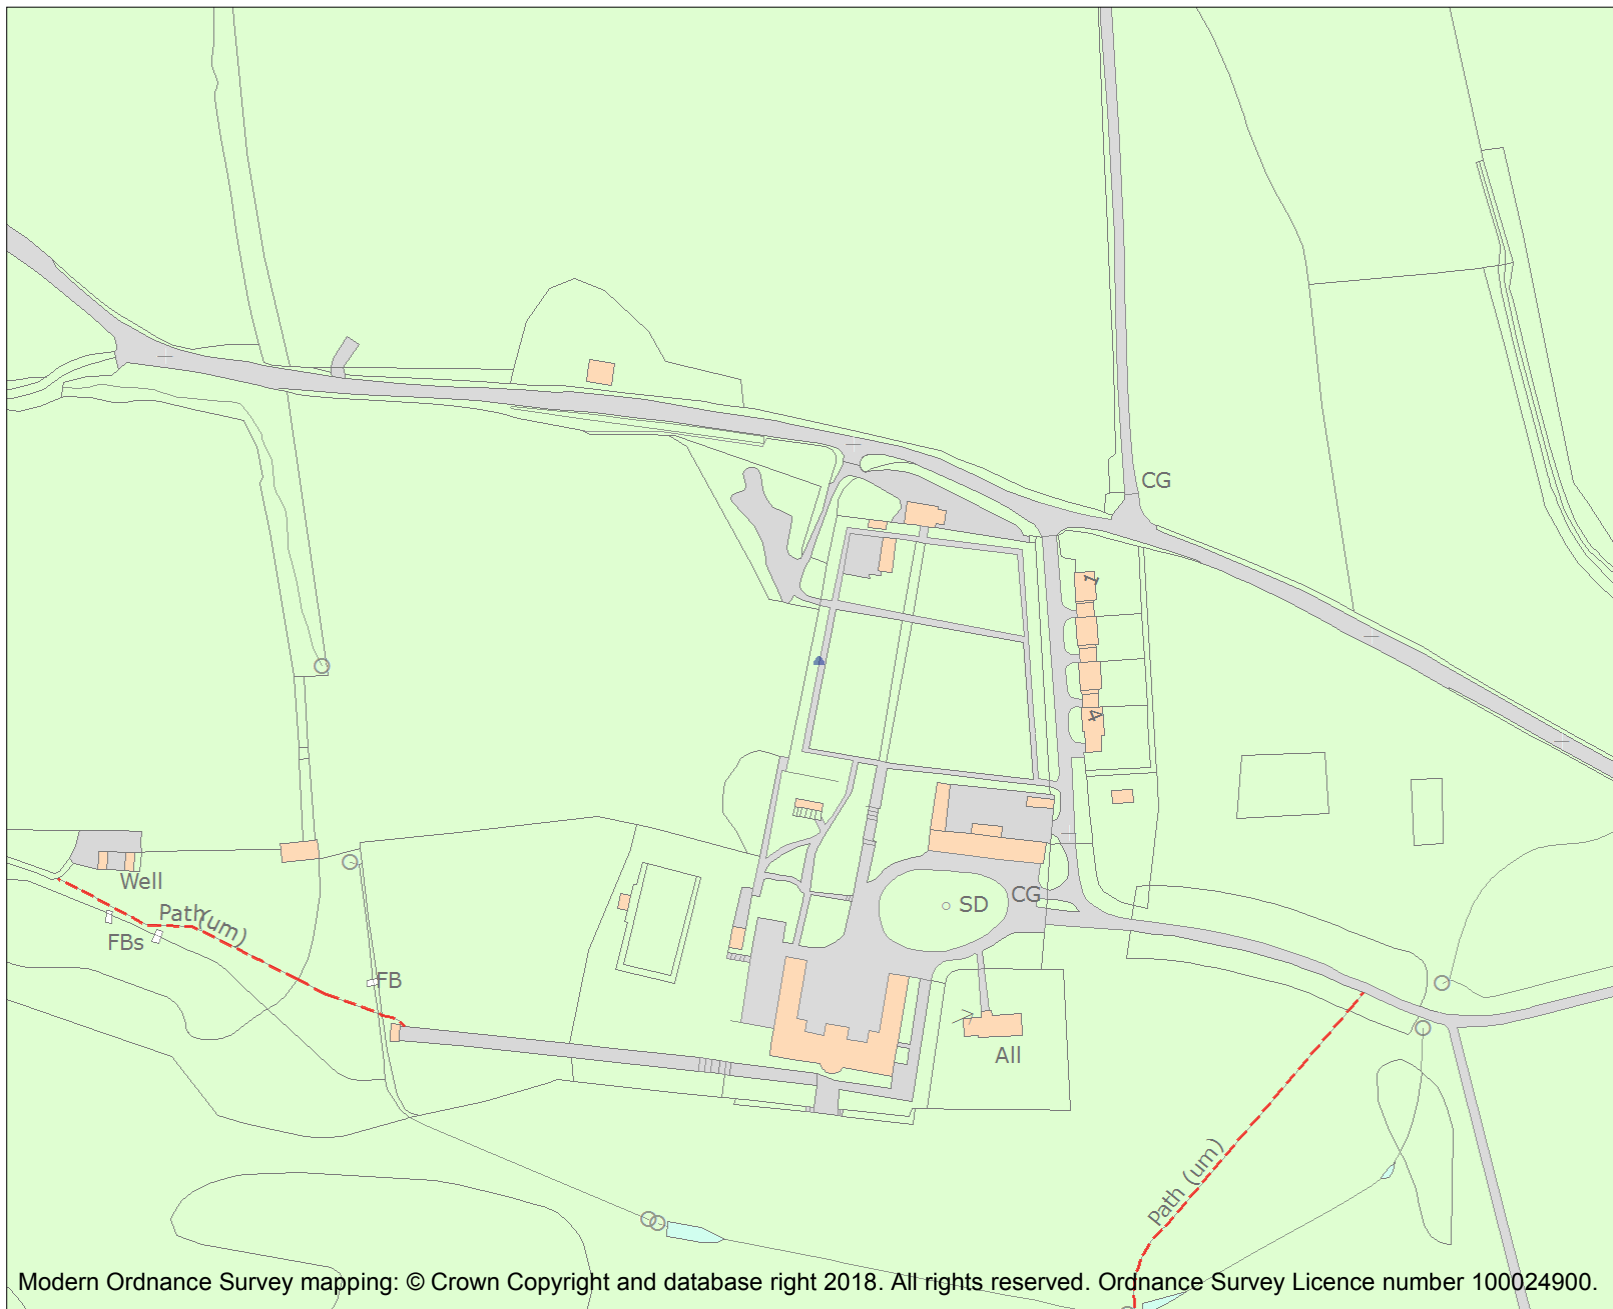 CG
1
4
Well
Path (um)
FBs
FB
SD
CG
All
Path (um)
Modern Ordnance Survey mapping: © Crown Copyright and database right 2018. All rights reserved. Ordnance Survey Licence number 100024900.